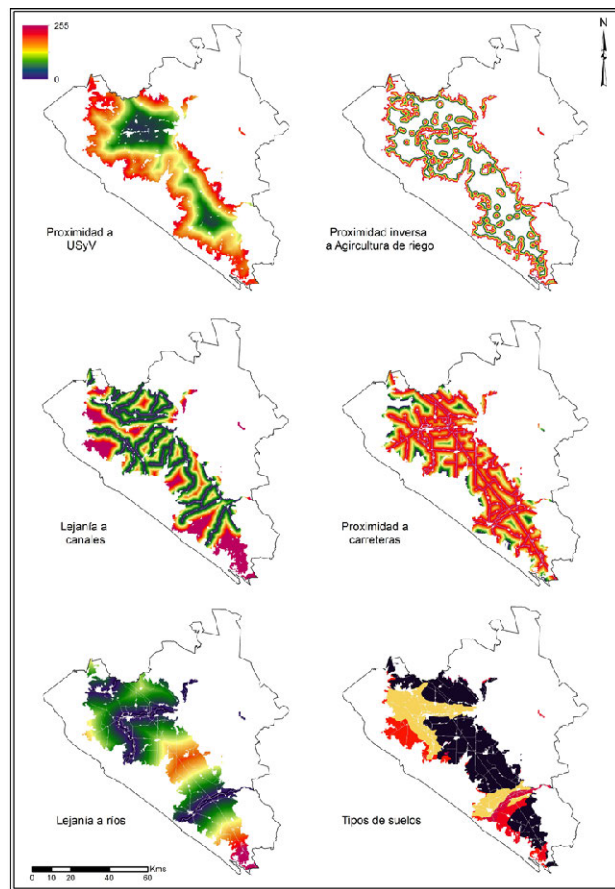 255
0
N
Proximidad a
USyV
Proximidad inversa
a Agircultura de riego
Lejanía a
canales
Proximidad a
carreteras
Lejanía a ríos
Tipos de suelos
0 10 20 40 60
Kms